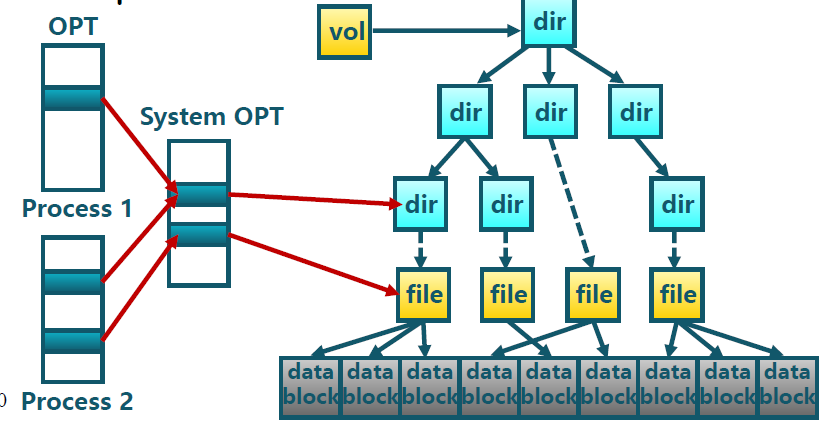 OPT
vol
dir
System OPT
dir
dir
dir
Process 1
dir
dir
dir
file
file
file
file
data block
data block
data block
data block
data block
data block
data block
data block
data block
Process 2